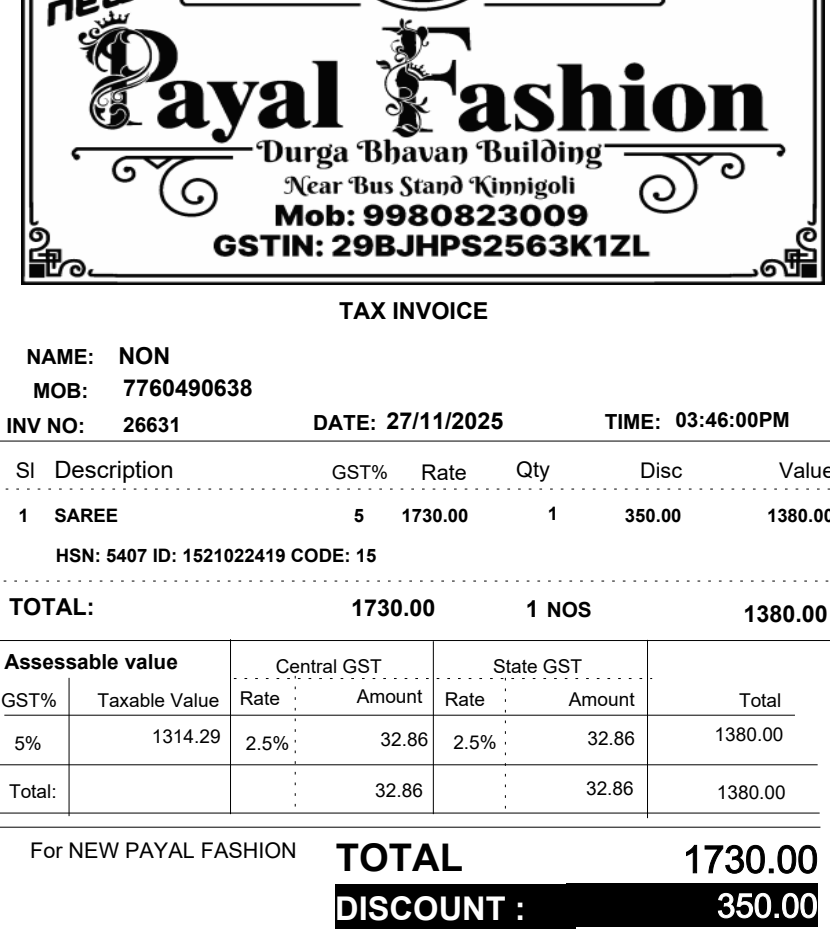 new
Payal Fashion
Durga Bhavan Building
Near Bus Stand Kinnigoli
Mob: 9980823009
GSTIN: 29BJHPS2563K1ZL
TAX INVOICE
NAME: NON
MOB: 7760490638
INV NO: 26631 DATE: 27/11/2025 TIME: 03:46:00PM
Sl Description GST% Rate Qty Disc Value
1 SAREE 5 1730.00 1 350.00 1380.00
HSN: 5407 ID: 1521022419 CODE: 15
TOTAL: 1730.00 1 NOS 1380.00
Assessable value Central GST State GST
GST% Taxable Value Rate Amount Rate Amount Total
5% 1314.29 2.5% 32.86 2.5% 32.86 1380.00
Total: 32.86 32.86 1380.00
For NEW PAYAL FASHION TOTAL 1730.00
DISCOUNT : 350.00